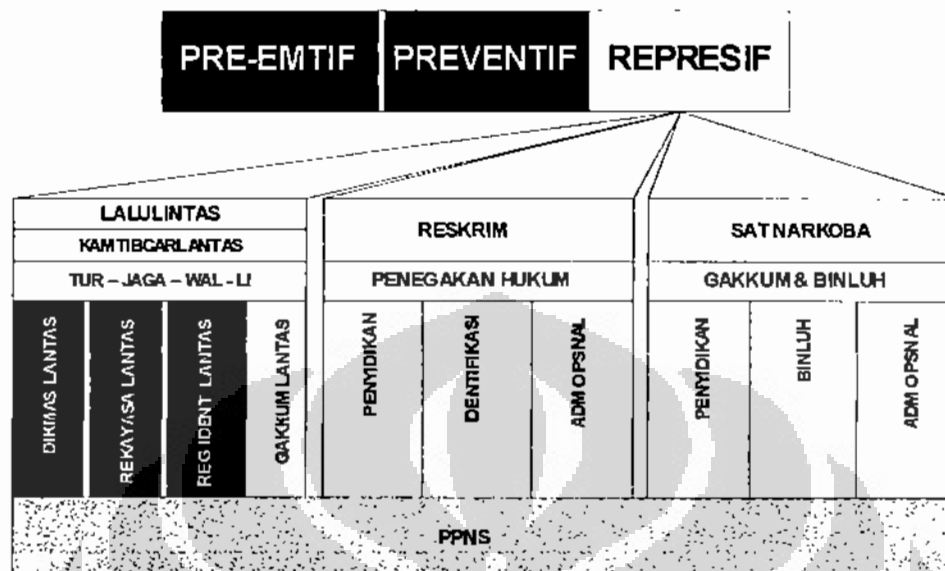 PRE-EMTIF PREVENTIF REPRESIF
LALULINTAS
KAMTIBCARLANTAS
TUR – JAGA – WAL - LI
RESKRIM
PENEGAKAN HUKUM
SATNARKOBA
GAKKUM & BINLUH
DIKMAS LANTAS
REKAYASA LANTAS
REG IDENT LANTAS
GAKKUM LANTAS
PENYIDIKAN
IDENTIFIKASI
ADM OPSNAL
PENYIDIKAN
BINLUH
ADM OPSNAL
PPNS